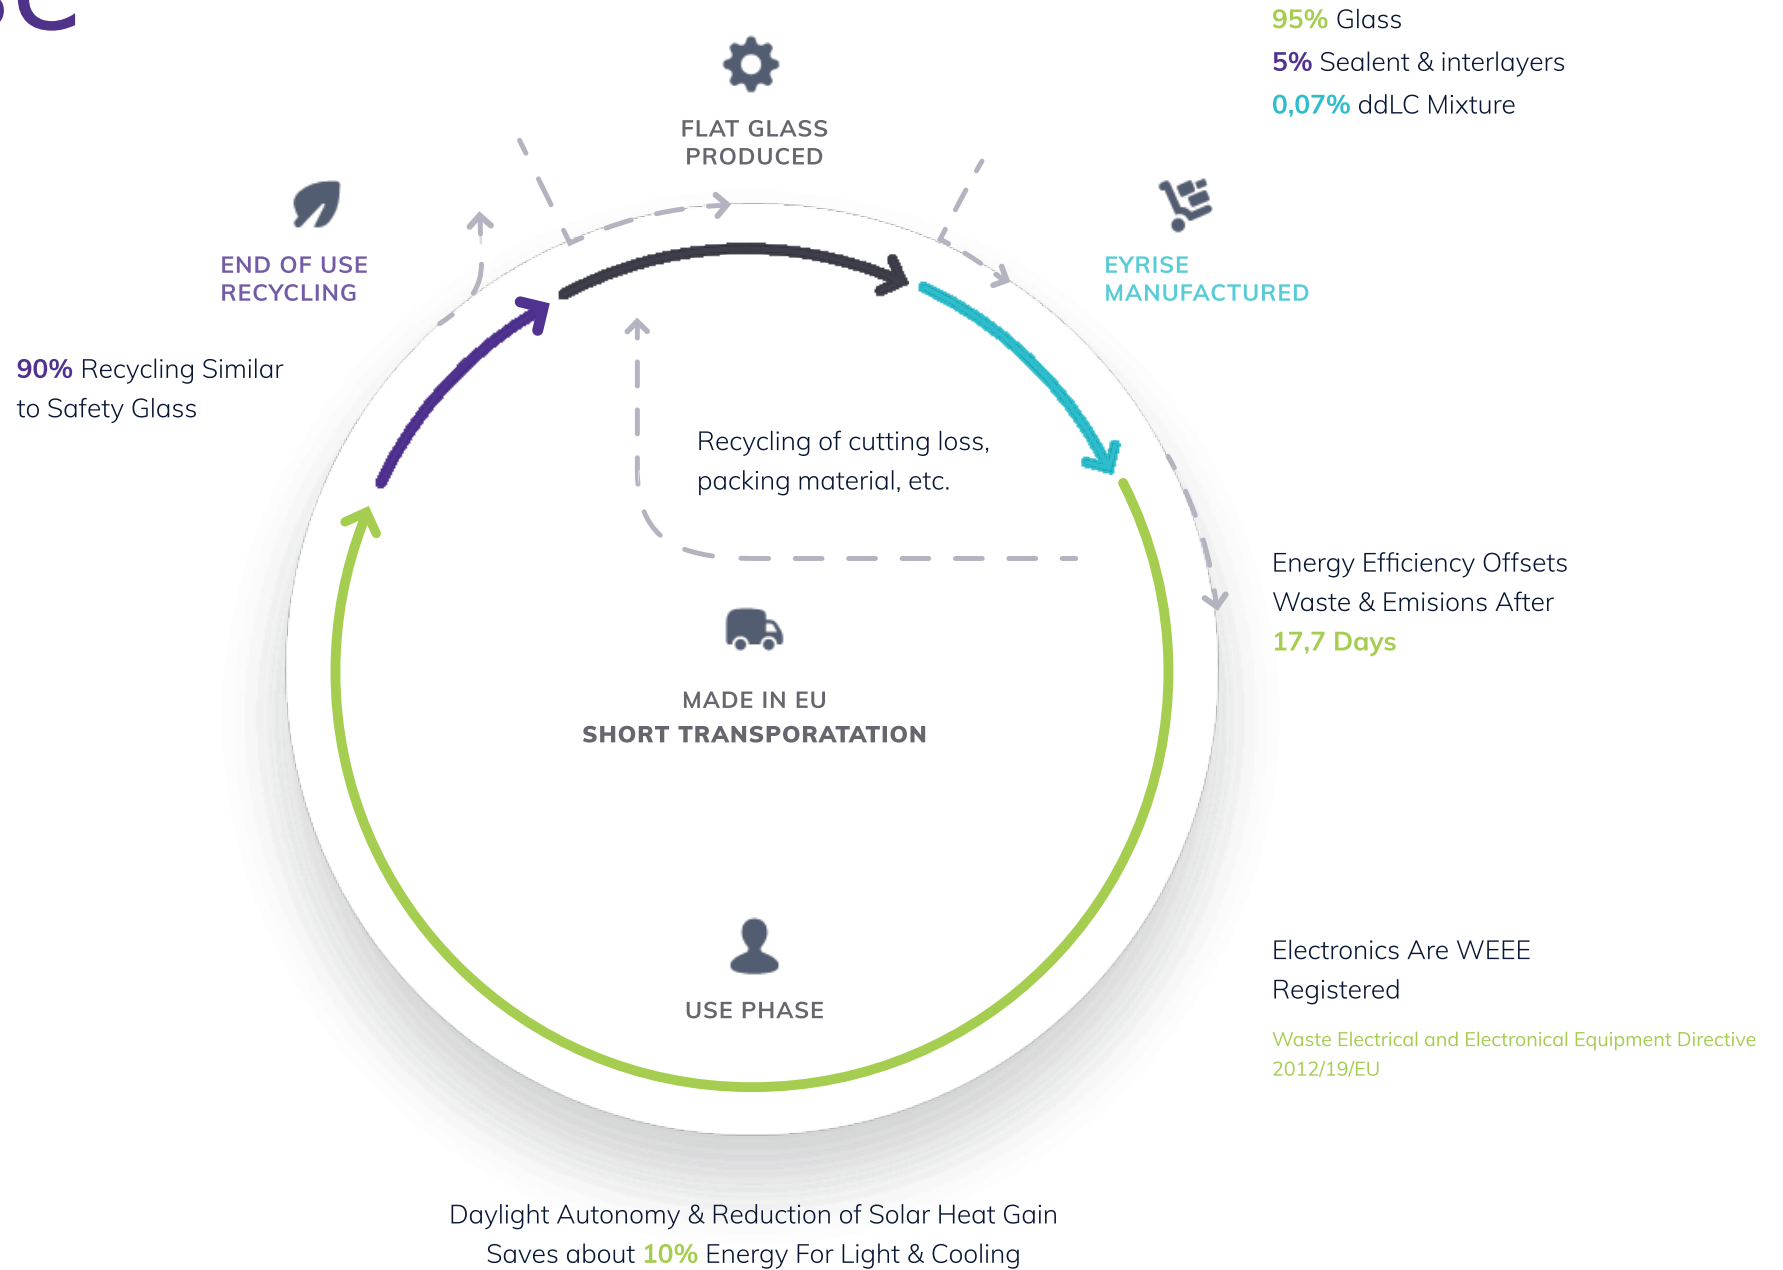 95% Glass
5% Sealent & interlayers
0,07% ddLC Mixture
FLAT GLASS
PRODUCED
END OF USE
RECYCLING
EYRISE
MANUFACTURED
90% Recycling Similar
to Safety Glass
Recycling of cutting loss,
packing material, etc.
Energy Efficiency Offsets
Waste & Emisions After
17,7 Days
MADE IN EU
SHORT TRANSPORATATION
USE PHASE
Electronics Are WEEE
Registered
Waste Electrical and Electronical Equipment Directive
2012/19/EU
Daylight Autonomy & Reduction of Solar Heat Gain
Saves about 10% Energy For Light & Cooling